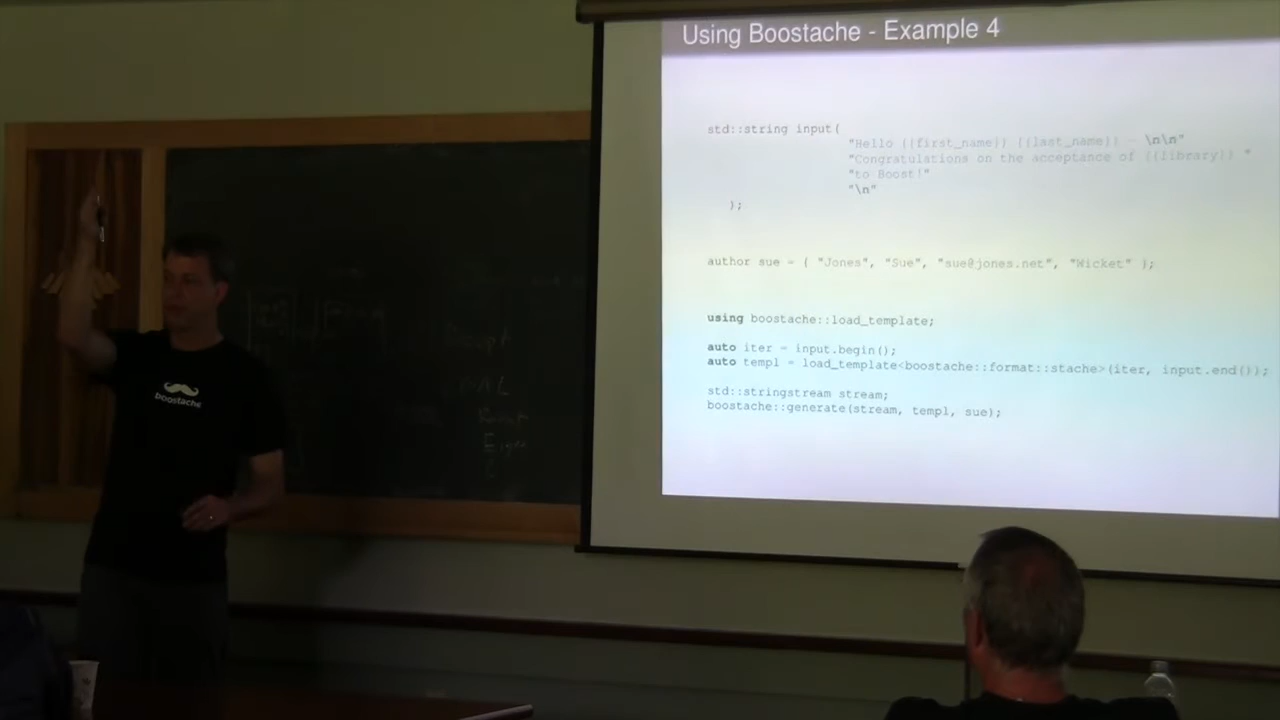 Using Boostache - Example 4
std::string input(
"Hello {{first_name}} {{last_name}} - \n\n"
"Congratulations on the acceptance of {{library}} "
"to Boost!"
"\n"
);
author sue = { "Jones", "Sue", "sue@jones.net", "Wicket" };
using boostache::load_template;
auto iter = input.begin();
auto templ = load_template<boostache::format::stache>(iter, input.end());
std::stringstream stream;
boostache::generate(stream, templ, sue);
boostache